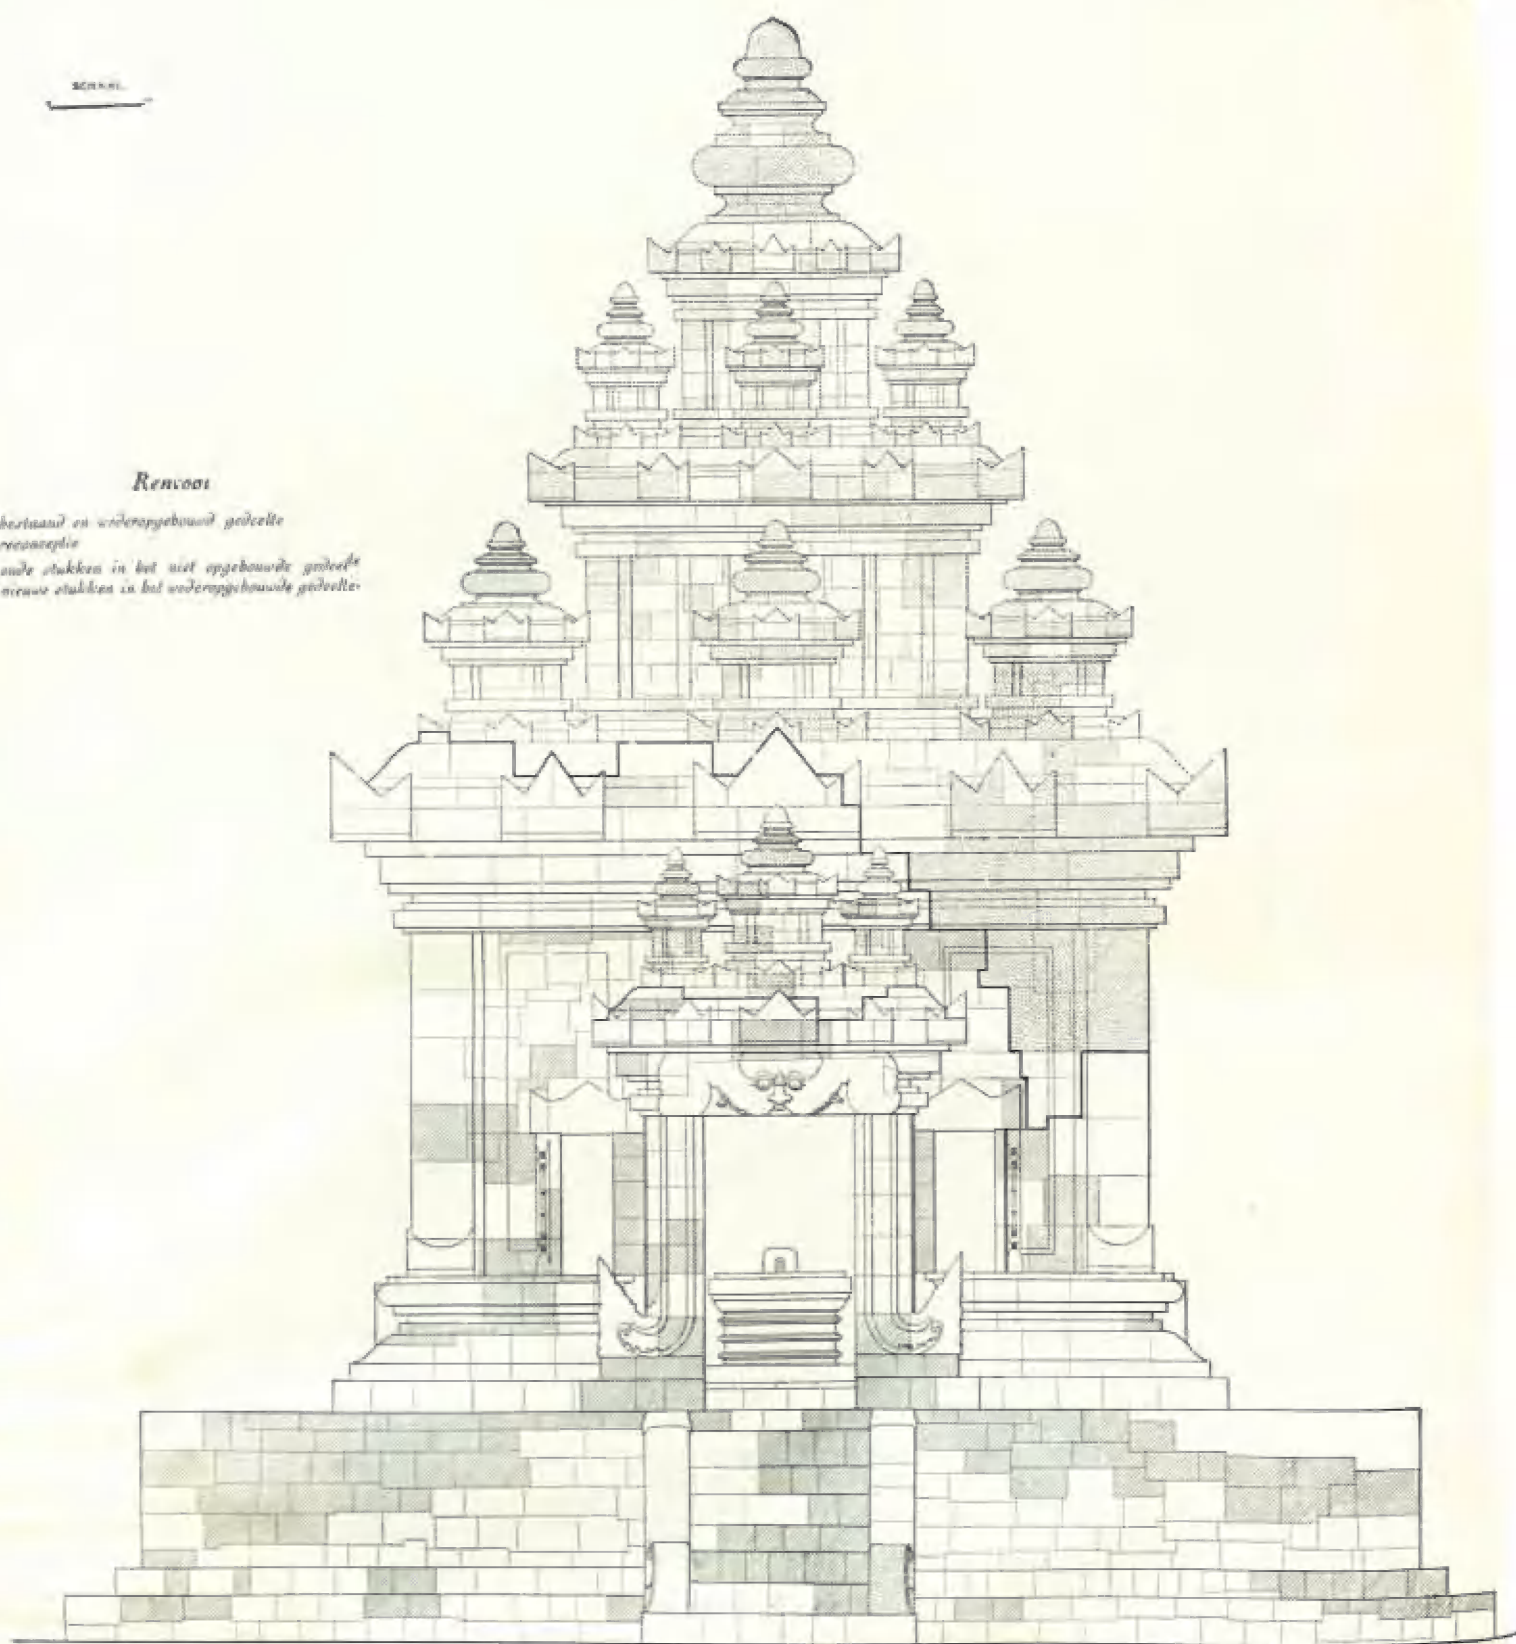 SCHAAL.
Renvooi
bestaand en wederopgebouwd gedeelte
reconceptie
oude stukken in het niet opgebouwde gedeelte
nieuwe stukken in het wederopgebouwde gedeelte.